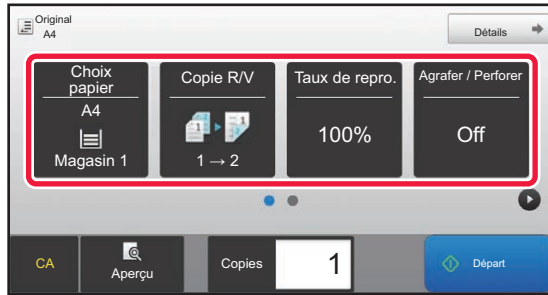 Original
A4
Détails
Choix
papier
A4
Magasin 1
Copie R/V
1 → 2
Taux de repro.
100%
Agrafer / Perforer
Off
CA
Aperçu
Copies
1
Départ